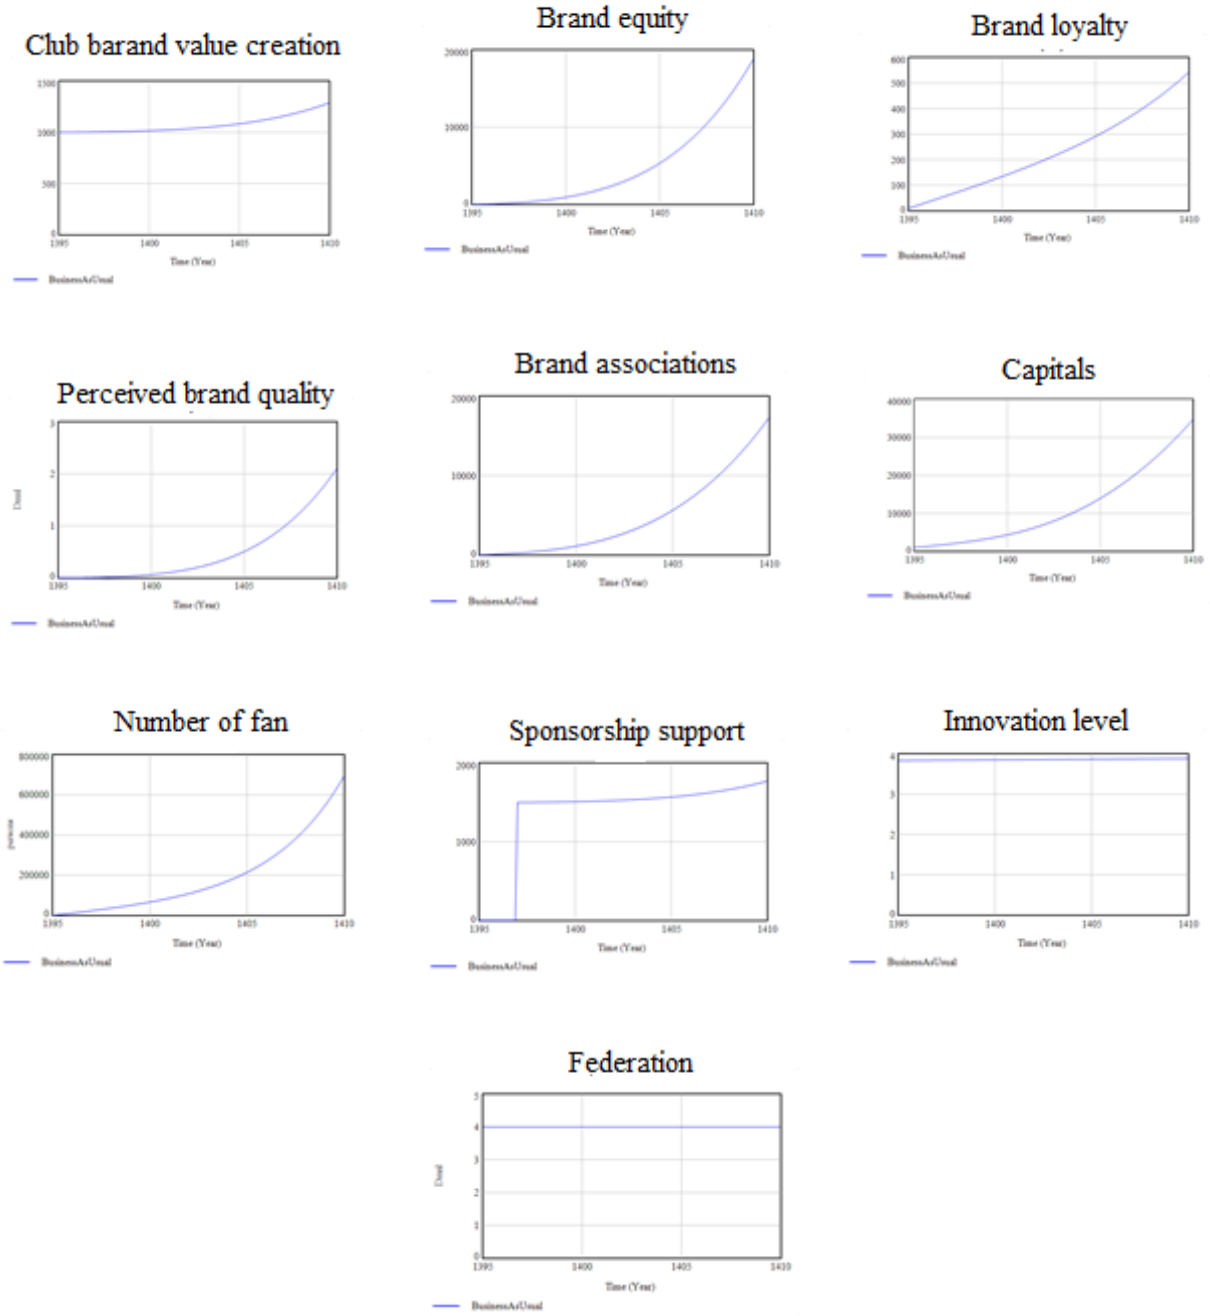 Club barand value creation
1500
1000
500
0
1395 1400 1405 1410
Time (Year)
BusinessAsUsual
Brand equity
20000
10000
0
1395 1400 1405 1410
Time (Year)
BusinessAsUsual
Brand loyalty
600
500
400
300
200
100
0
1395 1400 1405 1410
Time (Year)
BusinessAsUsual
Perceived brand quality
3
2
1
0
Dmnl
1395 1400 1405 1410
Time (Year)
BusinessAsUsual
Brand associations
20000
10000
0
1395 1400 1405 1410
Time (Year)
BusinessAsUsual
Capitals
40000
30000
20000
10000
0
1395 1400 1405 1410
Time (Year)
BusinessAsUsual
Number of fan
800000
600000
400000
200000
0
1395 1400 1405 1410
Time (Year)
BusinessAsUsual
Sponsorship support
2000
1000
0
1395 1400 1405 1410
Time (Year)
BusinessAsUsual
Innovation level
4
3
2
1
0
1395 1400 1405 1410
Time (Year)
BusinessAsUsual
Federation
5
4
3
2
1
0
Dmnl
1395 1400 1405 1410
Time (Year)
BusinessAsUsual